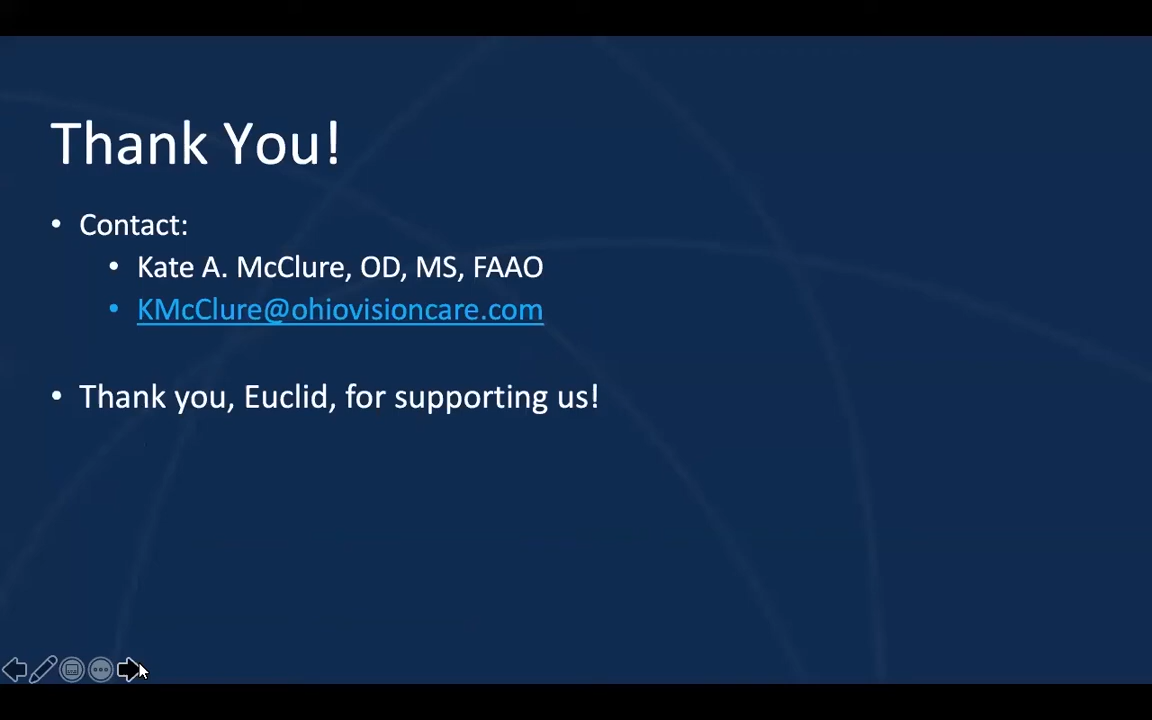 Thank You!
• Contact:
• Kate A. McClure, OD, MS, FAAO
• KMcClure@ohiovisioncare.com
• Thank you, Euclid, for supporting us!